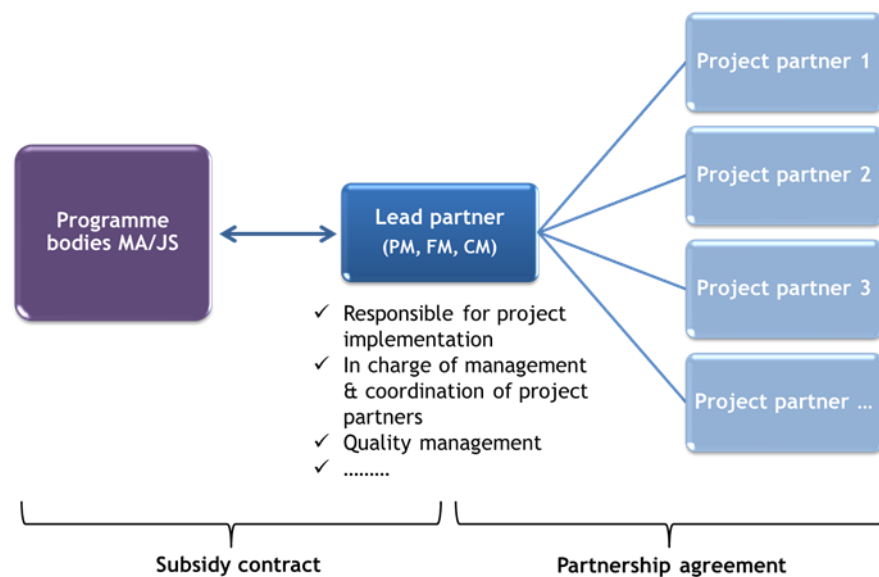 Programme
bodies MA/JS
Lead partner
(PM, FM, CM)
✓ Responsible for project
implementation
✓ In charge of management
& coordination of project
partners
✓ Quality management
✓ .........
Project partner 1
Project partner 2
Project partner 3
Project partner ...
Subsidy contract
Partnership agreement